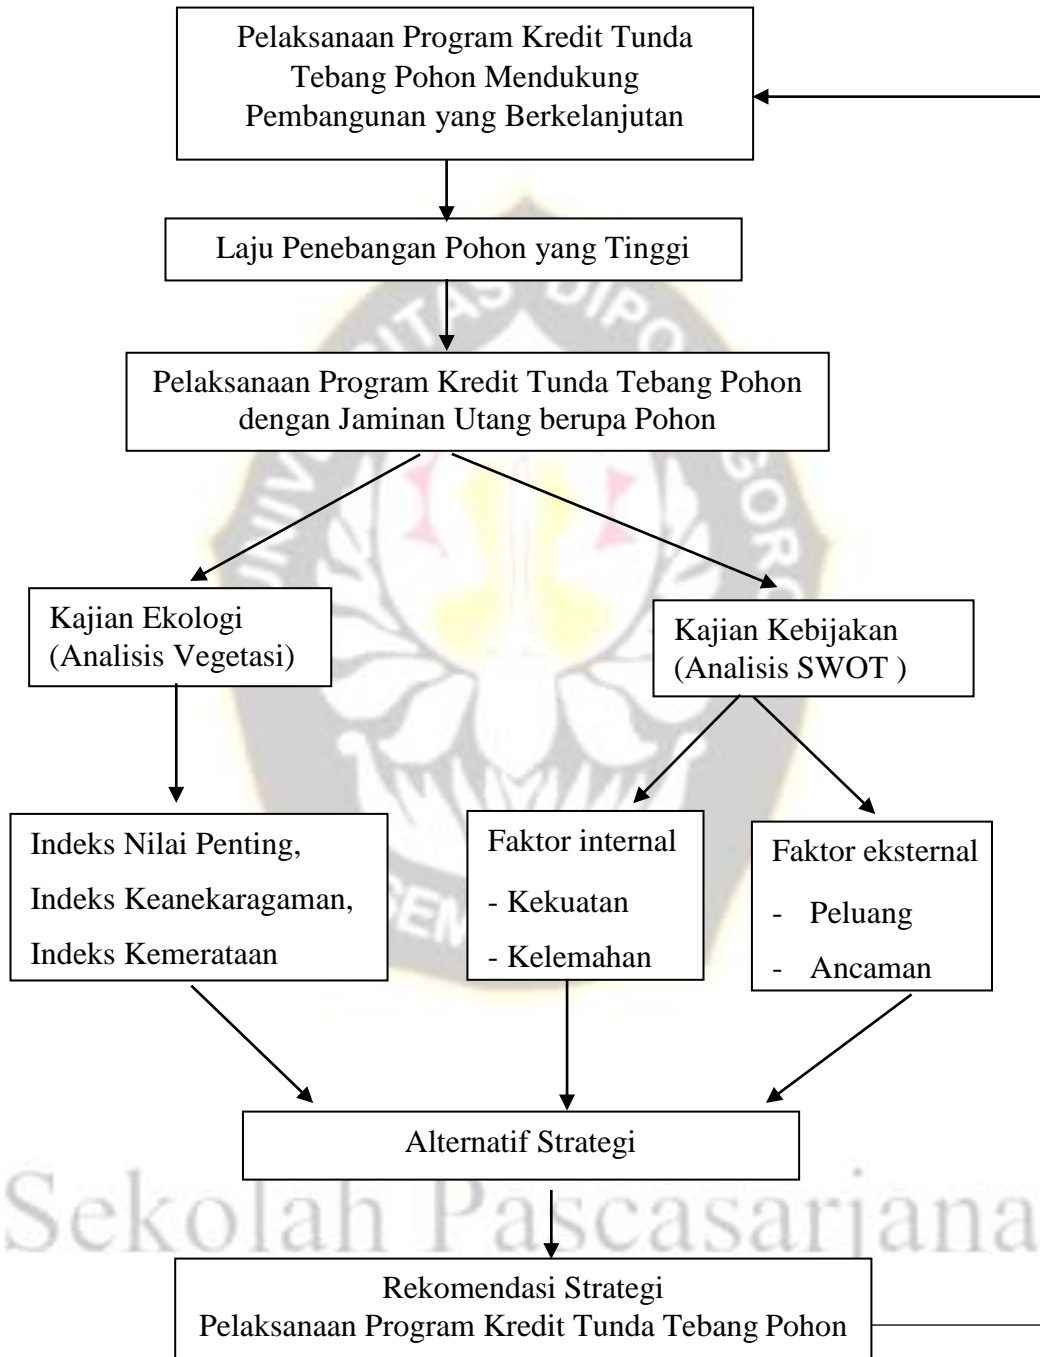 Pelaksanaan Program Kredit Tunda
Tebang Pohon Mendukung
Pembangunan yang Berkelanjutan
Laju Penebangan Pohon yang Tinggi
Pelaksanaan Program Kredit Tunda Tebang Pohon
dengan Jaminan Utang berupa Pohon
Kajian Ekologi
(Analisis Vegetasi)
Kajian Kebijakan
(Analisis SWOT )
Indeks Nilai Penting,
Indeks Keanekaragaman,
Indeks Kemerataan
Faktor internal
- Kekuatan
- Kelemahan
Faktor eksternal
- Peluang
- Ancaman
Alternatif Strategi
Sekolah Pascasarjana
Rekomendasi Strategi
Pelaksanaan Program Kredit Tunda Tebang Pohon